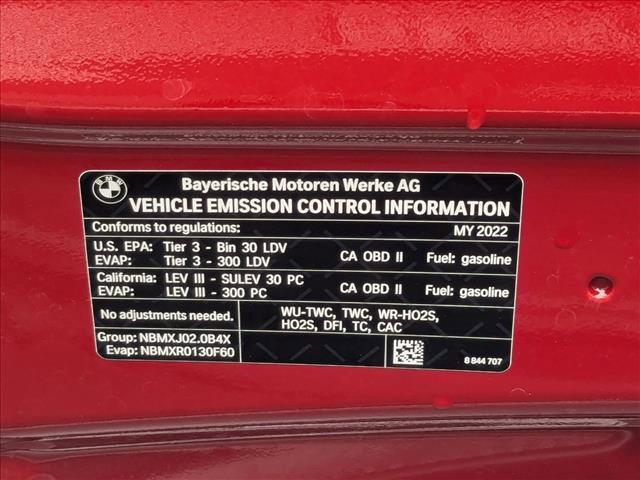 BMW
Bayerische Motoren Werke AG
VEHICLE EMISSION CONTROL INFORMATION
Conforms to regulations: MY 2022
U.S. EPA: Tier 3 - Bin 30 LDV CA OBD II Fuel: gasoline
EVAP: Tier 3 - 300 LDV
California: LEV III - SULEV 30 PC CA OBD II Fuel: gasoline
EVAP: LEV III - 300 PC
No adjustments needed. WU-TWC, TWC, WR-HO2S,
HO2S, DFI, TC, CAC
Group: NBMXJ02.0B4X
Evap: NBMXR0130F60 8 844 707